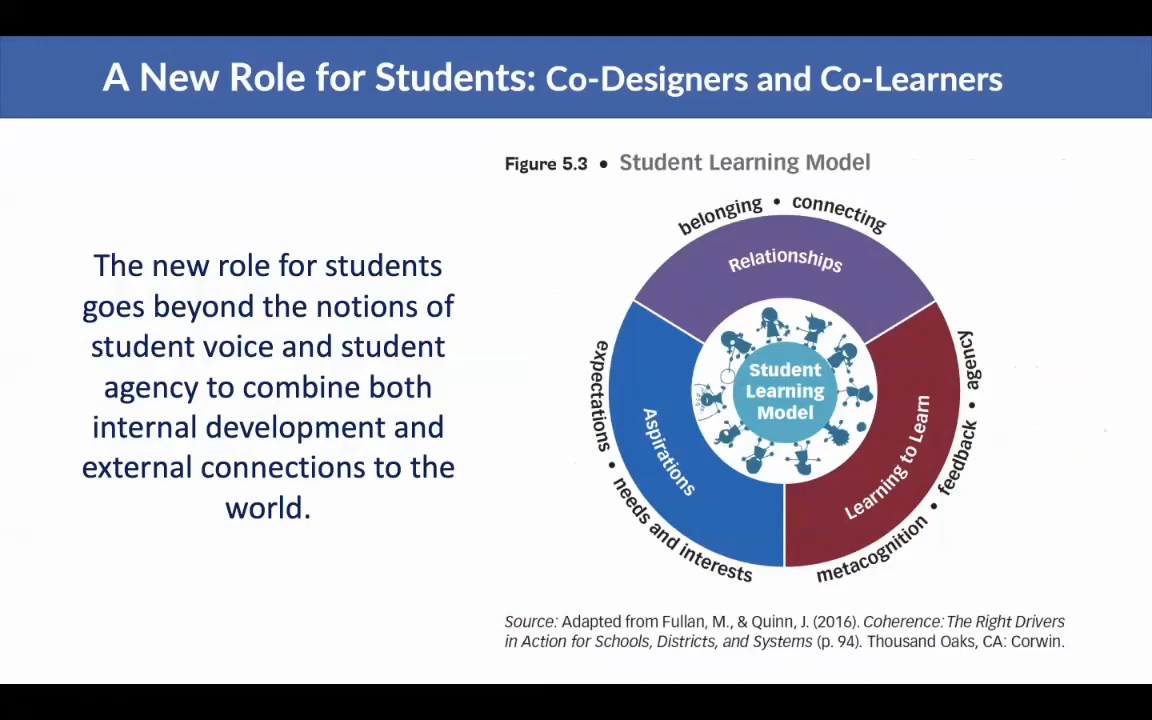 A New Role for Students: Co-Designers and Co-Learners
The new role for students
goes beyond the notions of
student voice and student
agency to combine both
internal development and
external connections to the
world.
Figure 5.3 • Student Learning Model
belonging • connecting
Relationships
expectations • needs and interests
Aspirations
metacognition • feedback • agency
Learning to Learn
Student
Learning
Model
Source: Adapted from Fullan, M., & Quinn, J. (2016). Coherence: The Right Drivers
in Action for Schools, Districts, and Systems (p. 94). Thousand Oaks, CA: Corwin.